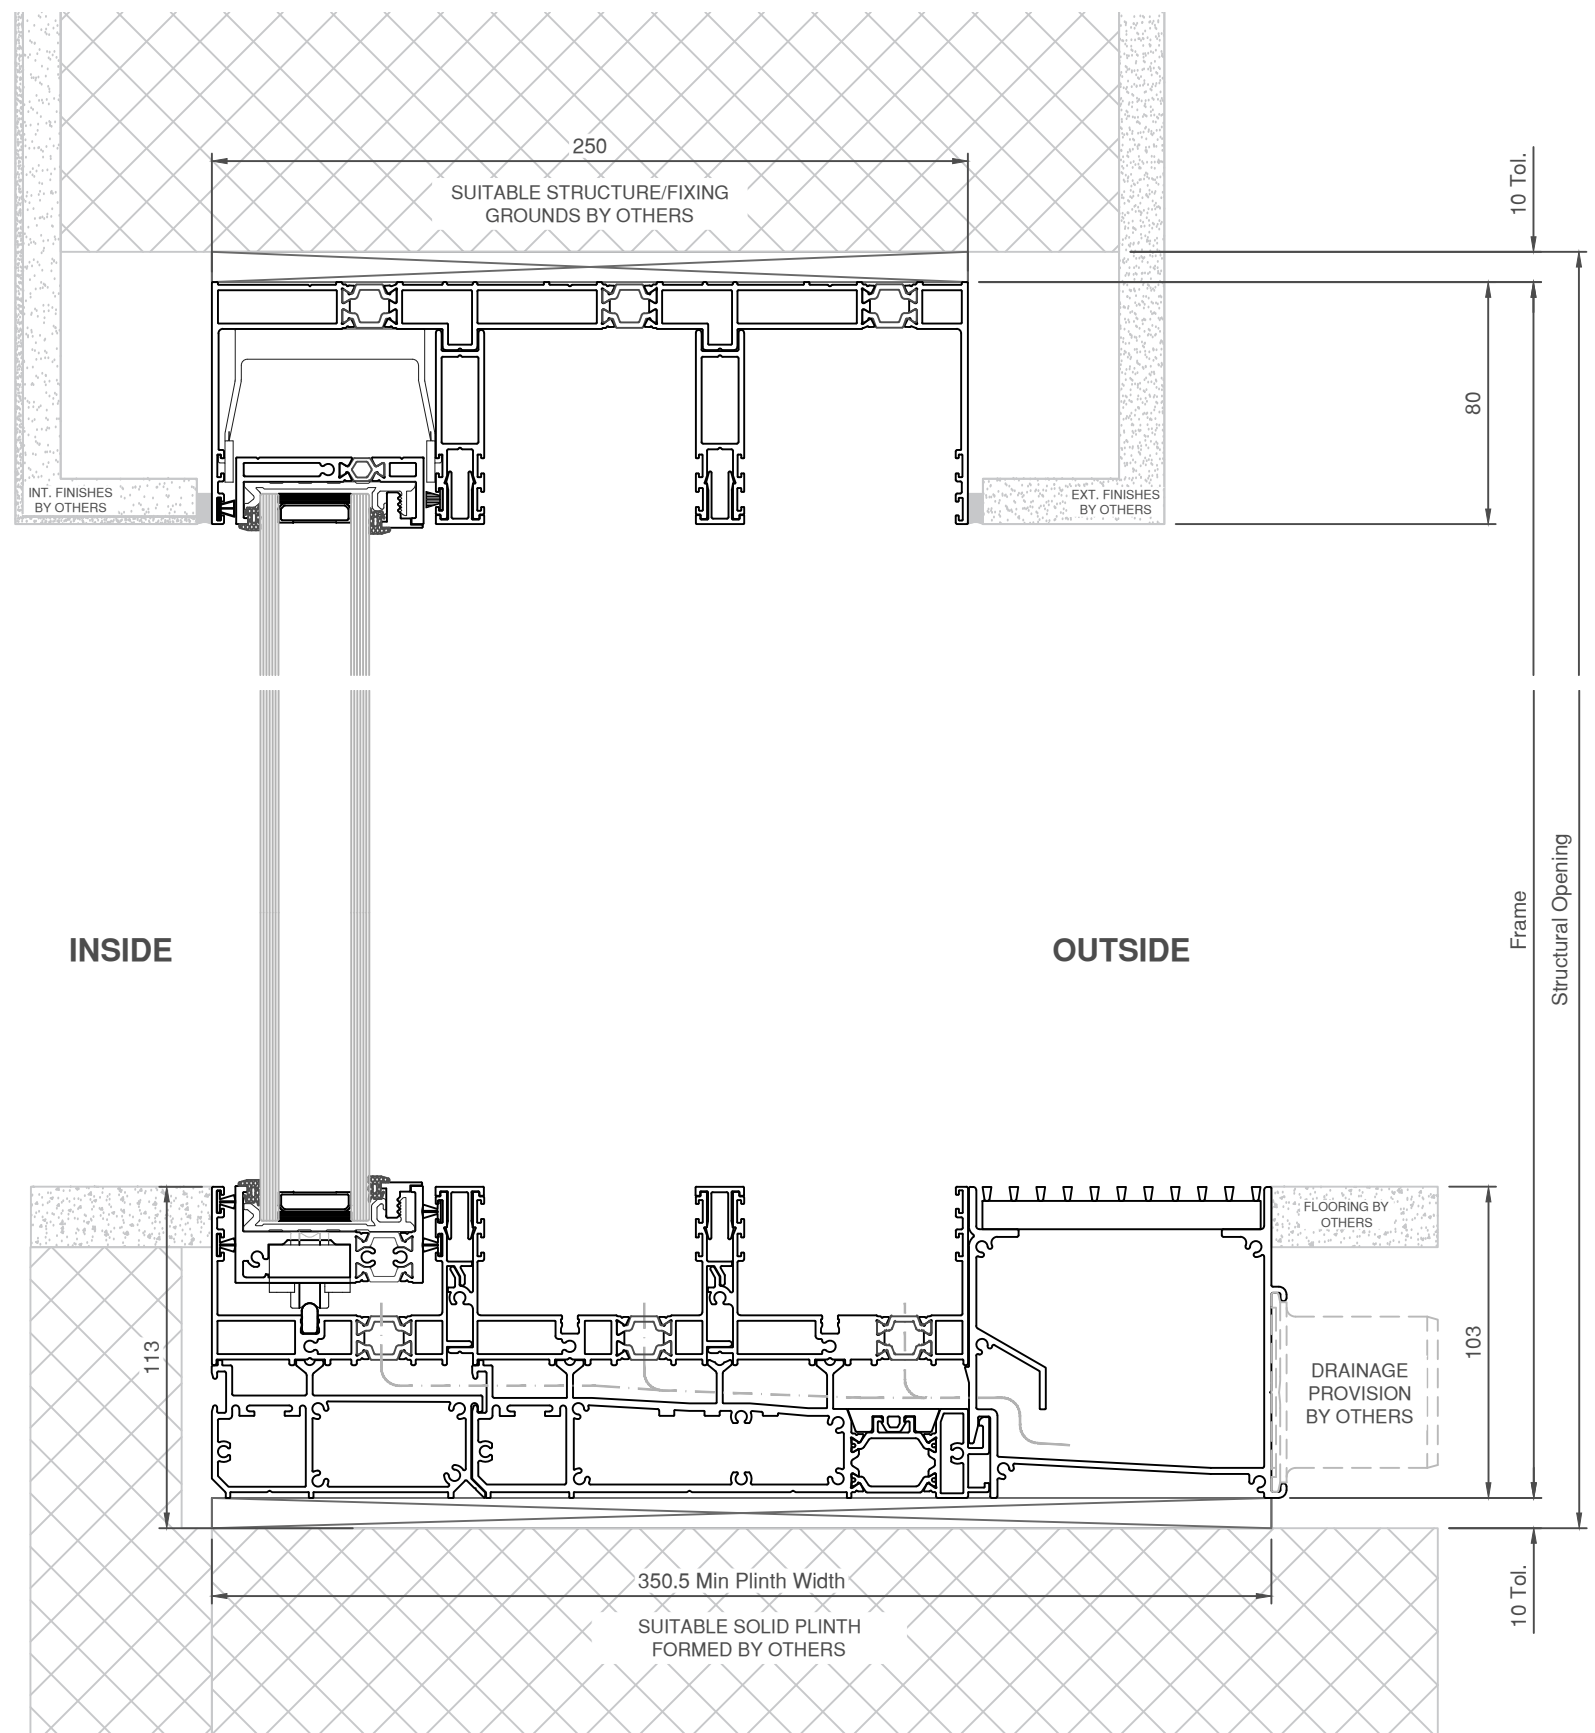 250
SUITABLE STRUCTURE/FIXING
GROUNDS BY OTHERS
10 Tol.
80
INT. FINISHES
BY OTHERS
EXT. FINISHES
BY OTHERS
INSIDE
OUTSIDE
Frame
Structural Opening
FLOORING BY
OTHERS
113
103
DRAINAGE
PROVISION
BY OTHERS
350.5 Min Plinth Width
10 Tol.
SUITABLE SOLID PLINTH
FORMED BY OTHERS